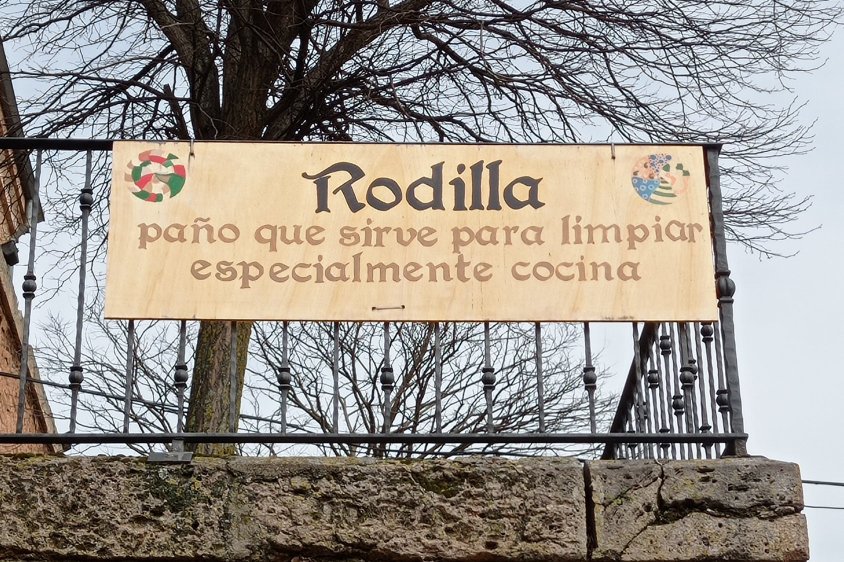 Rodilla
paño que sirve para limpiar
especialmente cocina